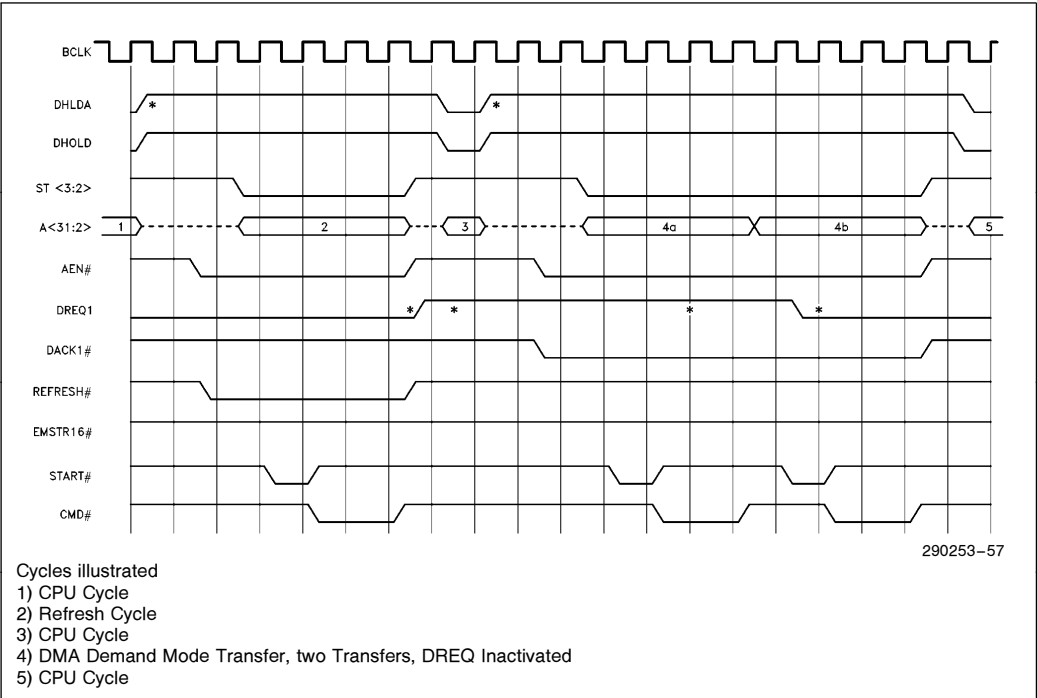 BCLK
DHLDA * *
DHOLD
ST <3:2>
A<31:2> 1 2 3 4a 4b 5
AEN#
DREQ1 * * * *
DACK1#
REFRESH#
EMSTR16#
START#
CMD#
290253–57
Cycles illustrated
1) CPU Cycle
2) Refresh Cycle
3) CPU Cycle
4) DMA Demand Mode Transfer, two Transfers, DREQ Inactivated
5) CPU Cycle